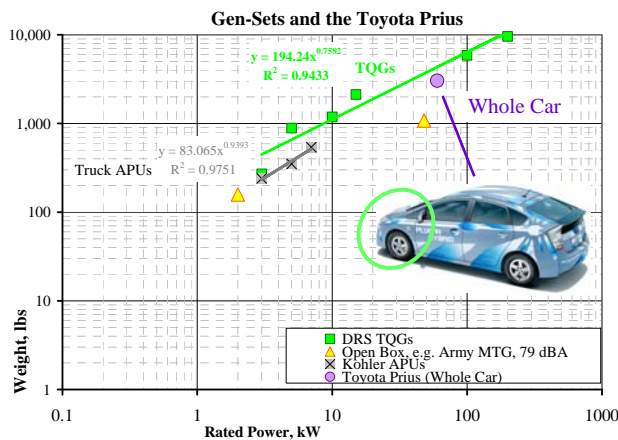 Gen-Sets and the Toyota Prius
10,000
1,000
100
10
1
0.1
1
10
100
1000
Weight, lbs
Rated Power, kW
y = 194.24x^0.7582
R² = 0.9433
TQGs
Whole Car
y = 83.065x^0.9393
R² = 0.9751
Truck APUs
PLUG-IN
HYBRID
DRS TQGs
Open Box, e.g. Army MTG, 79 dBA
Kohler APUs
Toyota Prius (Whole Car)